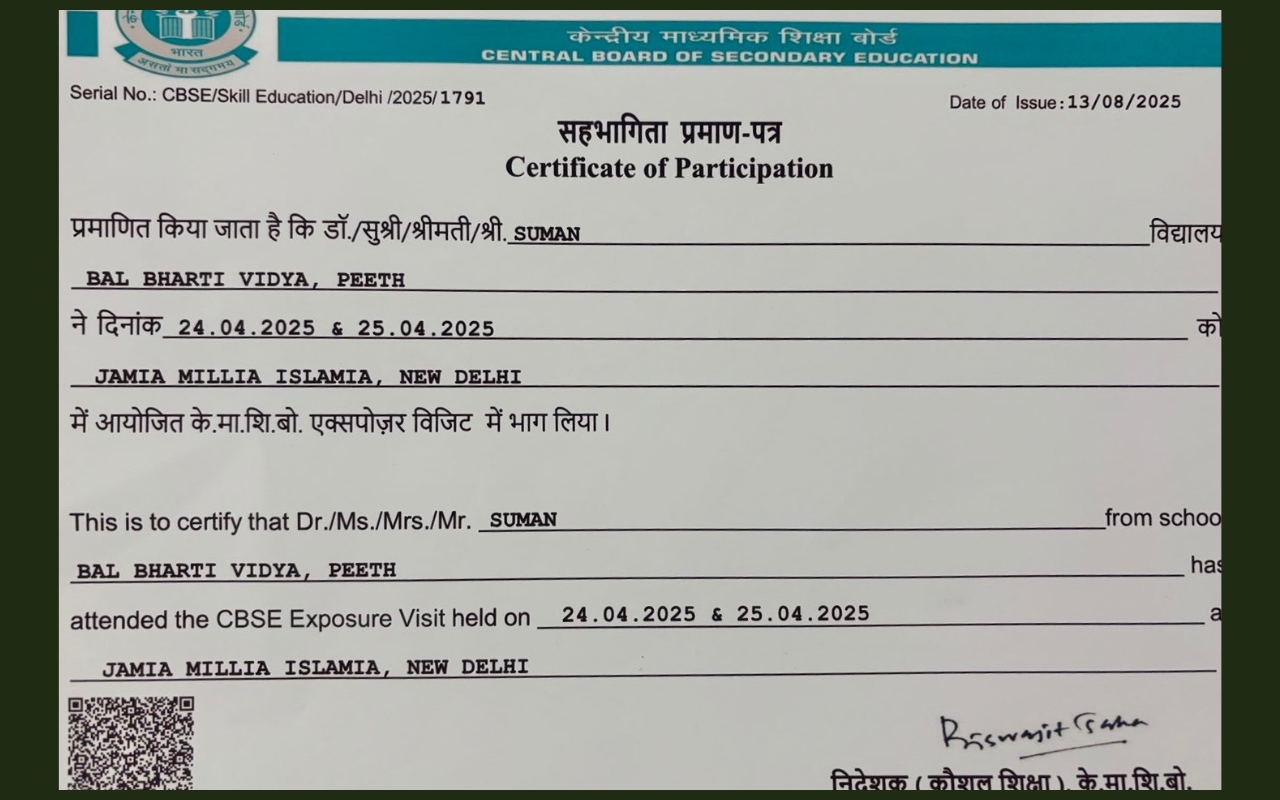 भारत
असतो मा सद्गमय
केन्द्रीय माध्यमिक शिक्षा बोर्ड
CENTRAL BOARD OF SECONDARY EDUCATION
Serial No.: CBSE/Skill Education/Delhi /2025/1791
Date of Issue:13/08/2025
सहभागिता प्रमाण-पत्र
Certificate of Participation
प्रमाणित किया जाता है कि डॉ./सुश्री/श्रीमती/श्री. SUMAN विद्यालय
BAL BHARTI VIDYA, PEETH
ने दिनांक 24.04.2025 & 25.04.2025 को
JAMIA MILLIA ISLAMIA, NEW DELHI
में आयोजित के.मा.शि.बो. एक्सपोज़र विजिट में भाग लिया।
This is to certify that Dr./Ms./Mrs./Mr. SUMAN from schoo
BAL BHARTI VIDYA, PEETH has
attended the CBSE Exposure Visit held on 24.04.2025 & 25.04.2025 a
JAMIA MILLIA ISLAMIA, NEW DELHI
Biswajit Saha
निदेशक ( कौशल शिक्षा ), के.मा.शि.बो.